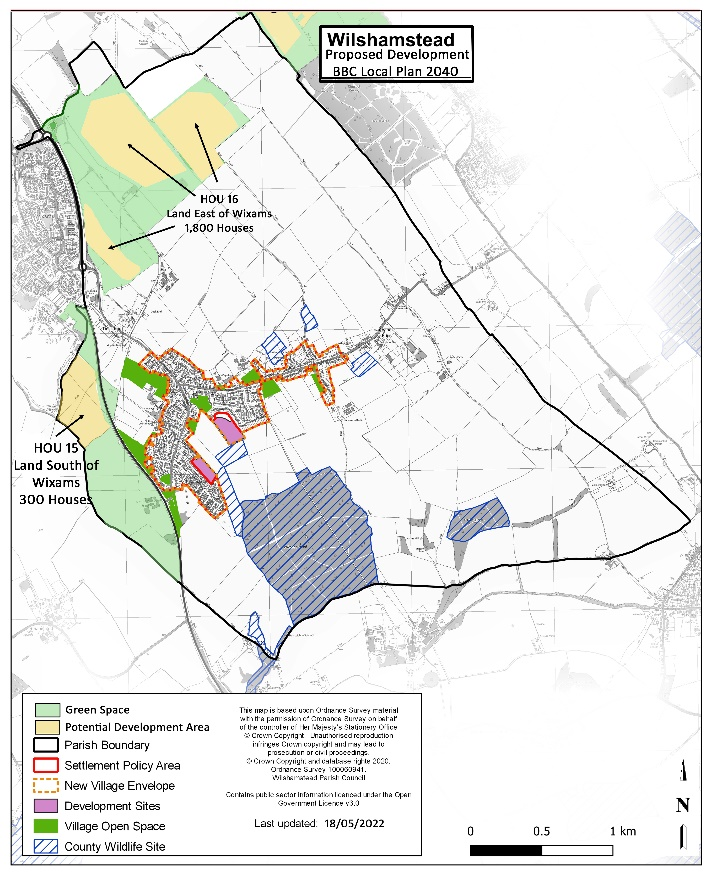 Wilshamstead
Proposed Development
BBC Local Plan 2040
HOU 16
Land East of Wixams
1,800 Houses
HOU 15
Land South of
Wixams
300 Houses
Green Space
Potential Development Area
Parish Boundary
Settlement Policy Area
New Village Envelope
Development Sites
Village Open Space
County Wildlife Site
This map is based upon Ordnance Survey material
with the permission of Ordnance Survey on behalf
of the controller of Her Majesty's Stationery Office
© Crown Copyright. Unauthorised reproduction
infringes Crown copyright and may lead to
prosecution or civil proceedings.
© Crown Copyright and database rights 2020.
Ordnance Survey 100060941.
Wilshamstead Parish Council
Contains public sector information licenced under the Open
Government Licence v3.0
Last updated: 18/05/2022
N
0 0.5 1 km